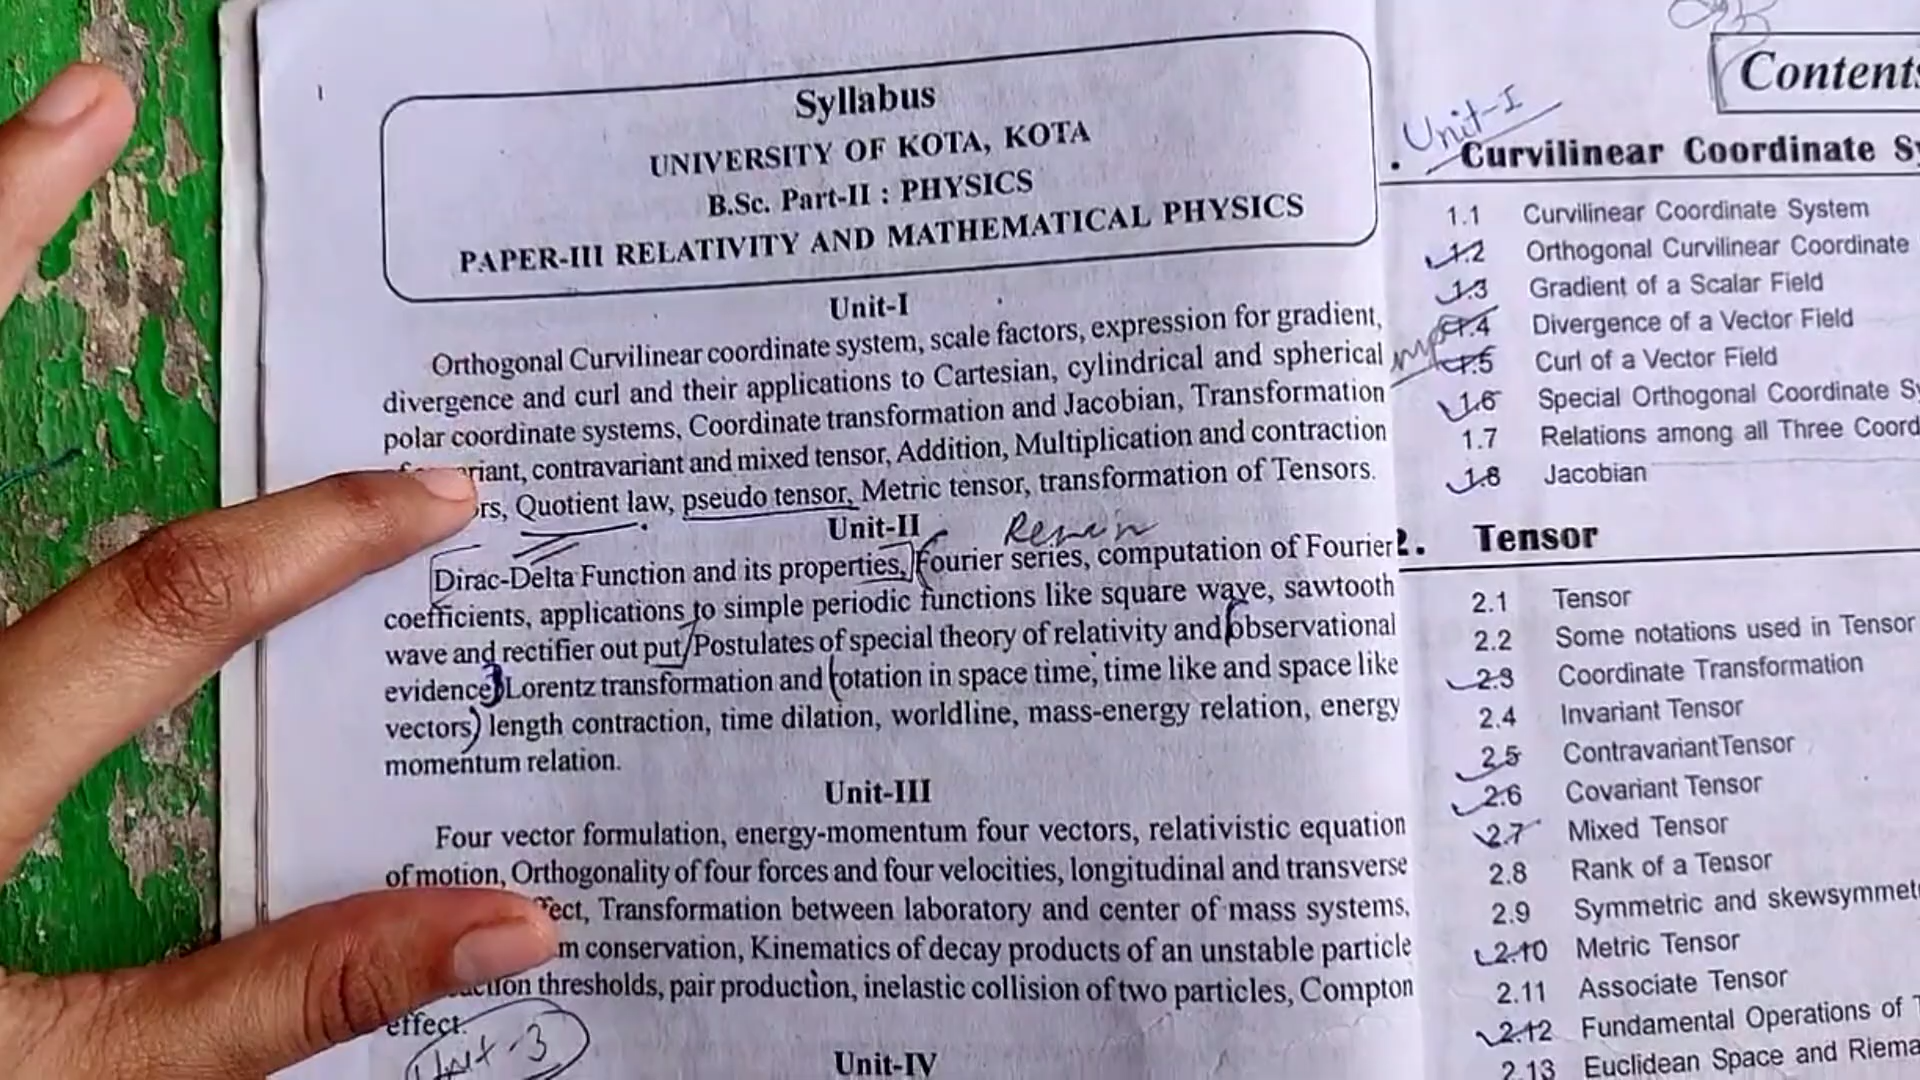 Syllabus
UNIVERSITY OF KOTA, KOTA
B.Sc. Part-II : PHYSICS
PAPER-III RELATIVITY AND MATHEMATICAL PHYSICS
Unit-I
Orthogonal Curvilinear coordinate system, scale factors, expression for gradient,
divergence and curl and their applications to Cartesian, cylindrical and spherical
polar coordinate systems, Coordinate transformation and Jacobian, Transformation
contravariant and mixed tensor, Addition, Multiplication and contraction
Quotient law, pseudo tensor, Metric tensor, transformation of Tensors.
Unit-II
Dirac-Delta Function and its properties, Fourier series, computation of Fourier
coefficients, applications to simple periodic functions like square wave, sawtooth
wave and rectifier out put, Postulates of special theory of relativity and observational
evidence, Lorentz transformation and rotation in space time, time like and space like
vectors, length contraction, time dilation, worldline, mass-energy relation, energy
momentum relation.
Unit-III
Four vector formulation, energy-momentum four vectors, relativistic equation
of motion, Orthogonality of four forces and four velocities, longitudinal and transverse
Transformation between laboratory and center of mass systems,
conservation, Kinematics of decay products of an unstable particle
thresholds, pair production, inelastic collision of two particles, Compton
effect.
Unit-3
Unit-IV
Contents
Unit-I
Curvilinear Coordinate
1.1 Curvilinear Coordinate System
1.2 Orthogonal Curvilinear Coordinate
1.3 Gradient of a Scalar Field
imp 1.4 Divergence of a Vector Field
1.5 Curl of a Vector Field
1.6 Special Orthogonal Coordinate
1.7 Relations among all Three
1.8 Jacobian
2. Tensor
2.1 Tensor
2.2 Some notations used in Tensor
2.3 Coordinate Transformation
2.4 Invariant Tensor
2.5 ContravariantTensor
2.6 Covariant Tensor
2.7 Mixed Tensor
2.8 Rank of a Tensor
2.9 Symmetric and
2.10 Metric Tensor
2.11 Associate Tensor
2.12 Fundamental Operations of
2.13 Euclidean Space and